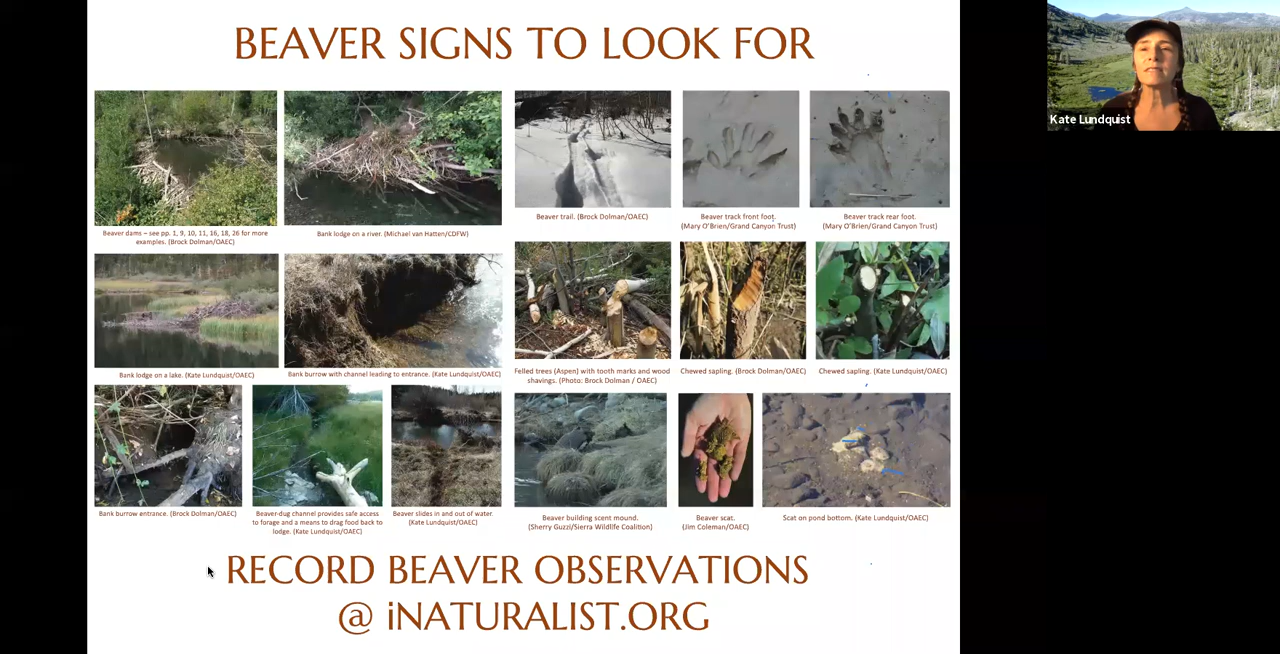 BEAVER SIGNS TO LOOK FOR
Kate Lundquist
Beaver dams – see pp. 1, 9, 10, 11, 16, 18, 26 for more
examples. (Brock Dolman/OAEC)
Bank lodge on a river. (Michael van Hatten/CDFW)
Beaver trail. (Brock Dolman/OAEC)
Beaver track front foot.
(Mary O'Brien/Grand Canyon Trust)
Beaver track rear foot.
(Mary O'Brien/Grand Canyon Trust)
Bank lodge on a lake. (Kate Lundquist/OAEC)
Bank burrow with channel leading to entrance. (Kate Lundquist/OAEC)
Felled trees (Aspen) with tooth marks and wood
shavings. (Photo: Brock Dolman / OAEC)
Chewed sapling. (Brock Dolman/OAEC)
Chewed sapling. (Kate Lundquist/OAEC)
Bank burrow entrance. (Brock Dolman/OAEC)
Beaver-dug channel provides safe access
to forage and a means to drag food back to
lodge. (Kate Lundquist/OAEC)
Beaver slides in and out of water.
(Kate Lundquist/OAEC)
Beaver building scent mound.
(Sherry Guzzi/Sierra Wildlife Coalition)
Beaver scat.
(Jim Coleman/OAEC)
Scat on pond bottom. (Kate Lundquist/OAEC)
RECORD BEAVER OBSERVATIONS
@ iNATURALIST.ORG